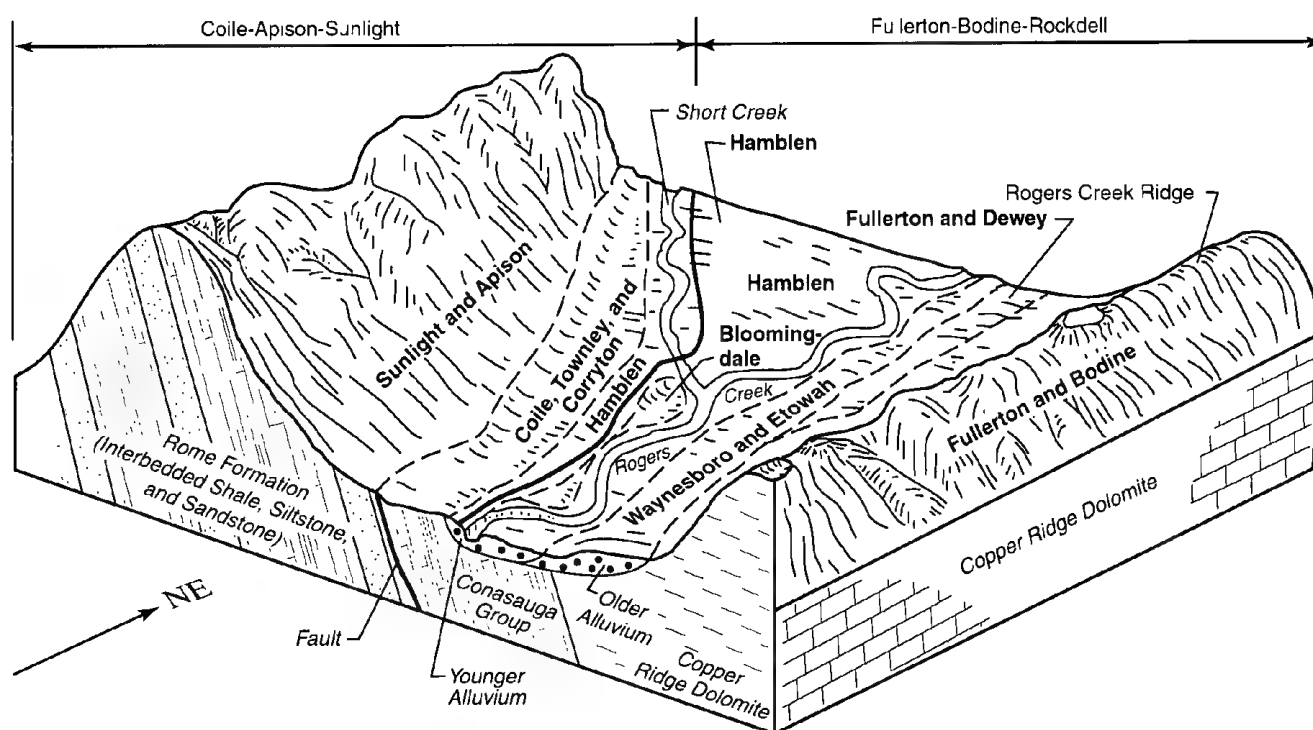 Coile-Apison-Sunlight
Fullerton-Bodine-Rockdell
Short Creek
Hamblen
Rogers Creek Ridge
Fullerton and Dewey
Sunlight and Apison
Coile, Townley, and
Corryton
Hamblen
Hamblen
Blooming-
dale
Rogers
Creek
Waynesboro and Etowah
Fullerton and Bodine
Rome Formation
(Interbedded Shale, Siltstone,
and Sandstone)
NE
Fault
Conasauga
Group
Younger
Alluvium
Older
Alluvium
Copper
Ridge Dolomite
Copper Ridge Dolomite